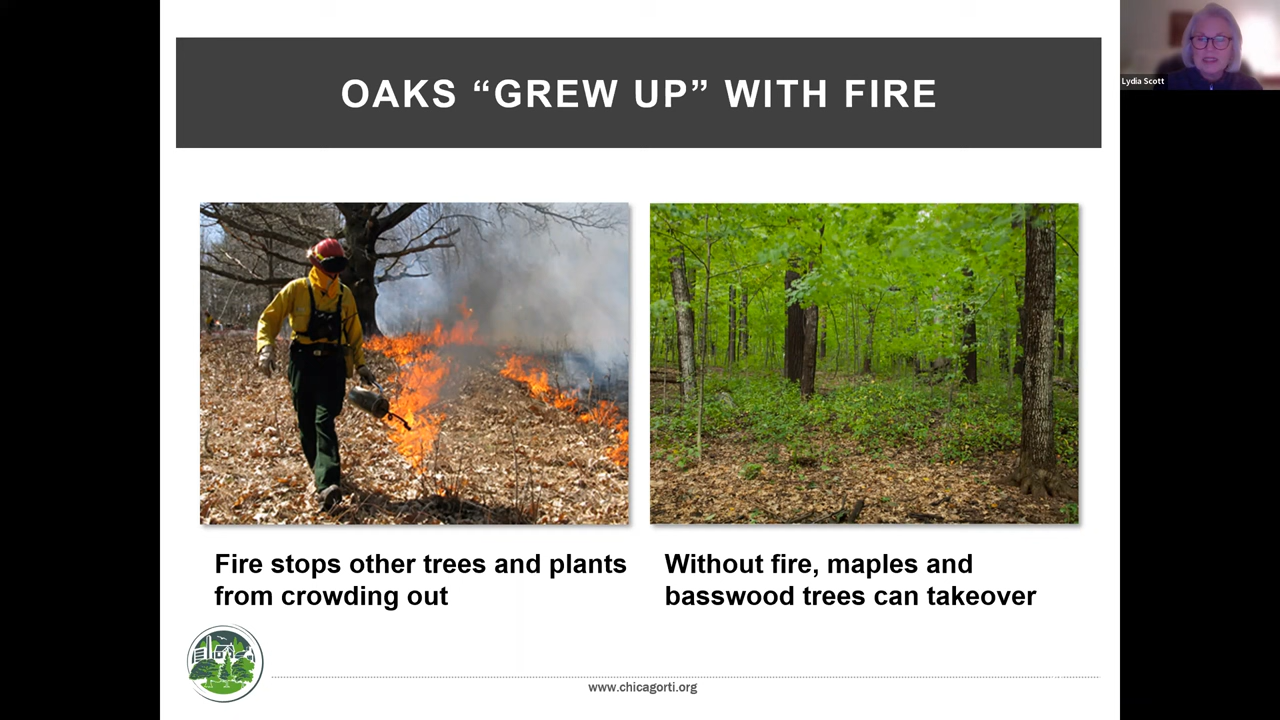 OAKS “GREW UP” WITH FIRE
Lydia Scott
Fire stops other trees and plants
from crowding out
Without fire, maples and
basswood trees can takeover
www.chicagorti.org